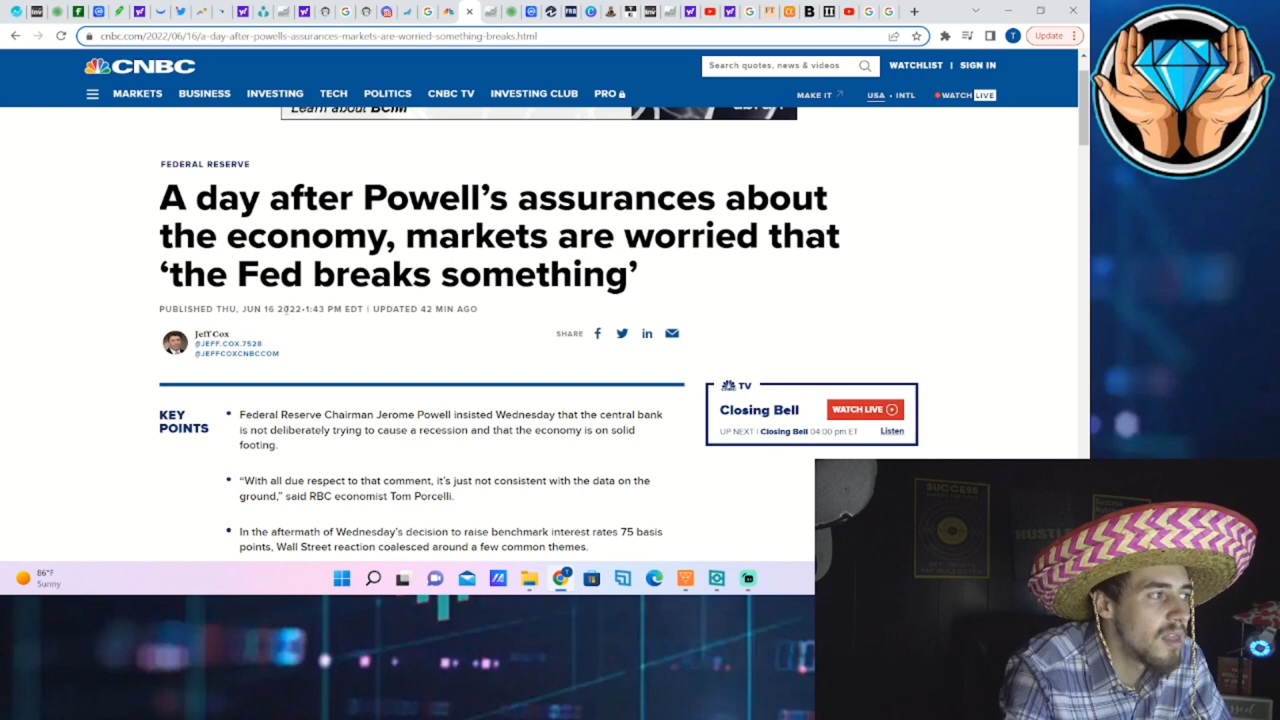 cnbc.com/2022/06/16/a-day-after-powells-assurances-markets-are-worried-something-breaks.html
Update
CNBC
Search quotes, news & videos
WATCHLIST | SIGN IN
MARKETS BUSINESS INVESTING TECH POLITICS CNBC TV INVESTING CLUB PRO
MAKE IT USA • INTL WATCH LIVE
Learn about BCIM
FEDERAL RESERVE
A day after Powell’s assurances about
the economy, markets are worried that
‘the Fed breaks something’
PUBLISHED THU, JUN 16 2022•1:43 PM EDT | UPDATED 42 MIN AGO
Jeff Cox
@JEFF.COX.7528
@JEFFCOXCNBCCOM
SHARE
KEY
POINTS
Federal Reserve Chairman Jerome Powell insisted Wednesday that the central bank
is not deliberately trying to cause a recession and that the economy is on solid
footing.
“With all due respect to that comment, it’s just not consistent with the data on the
ground,” said RBC economist Tom Porcelli.
In the aftermath of Wednesday’s decision to raise benchmark interest rates 75 basis
points, Wall Street reaction coalesced around a few common themes.
TV
Closing Bell
WATCH LIVE
UP NEXT | Closing Bell 04:00 pm ET
Listen
86°F
Sunny
SUCCESS
HUSTLE